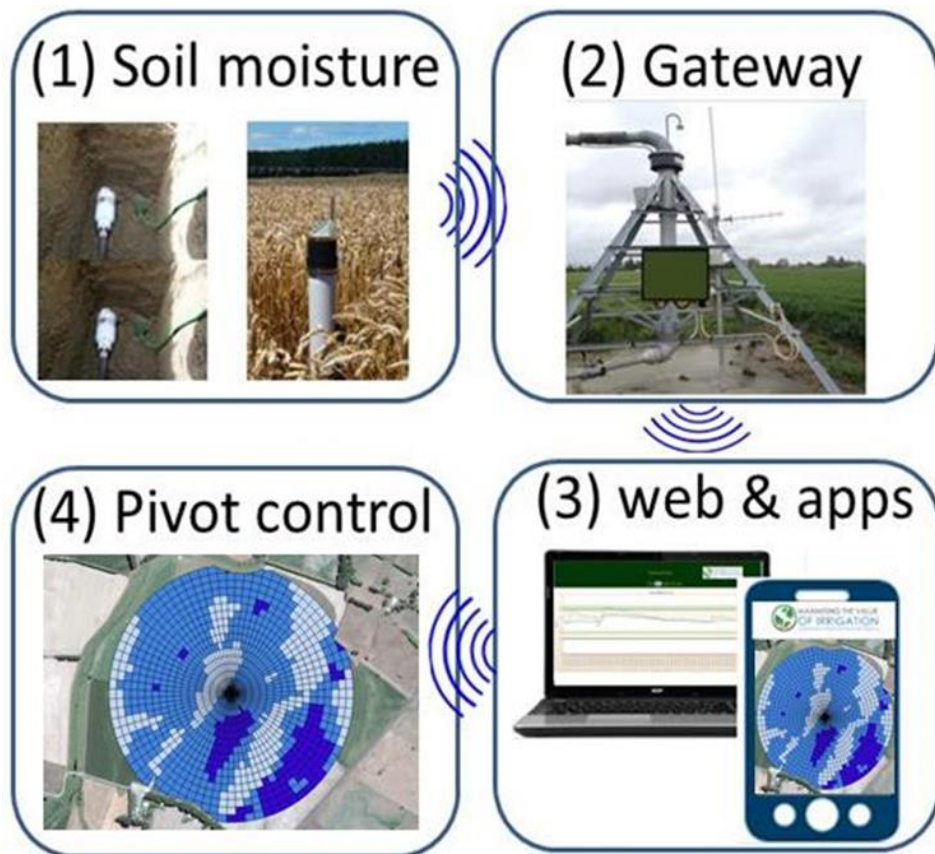 (1) Soil moisture
(2) Gateway
(4) Pivot control
(3) web & apps
MAXIMISING THE VALUE
OF IRRIGATION